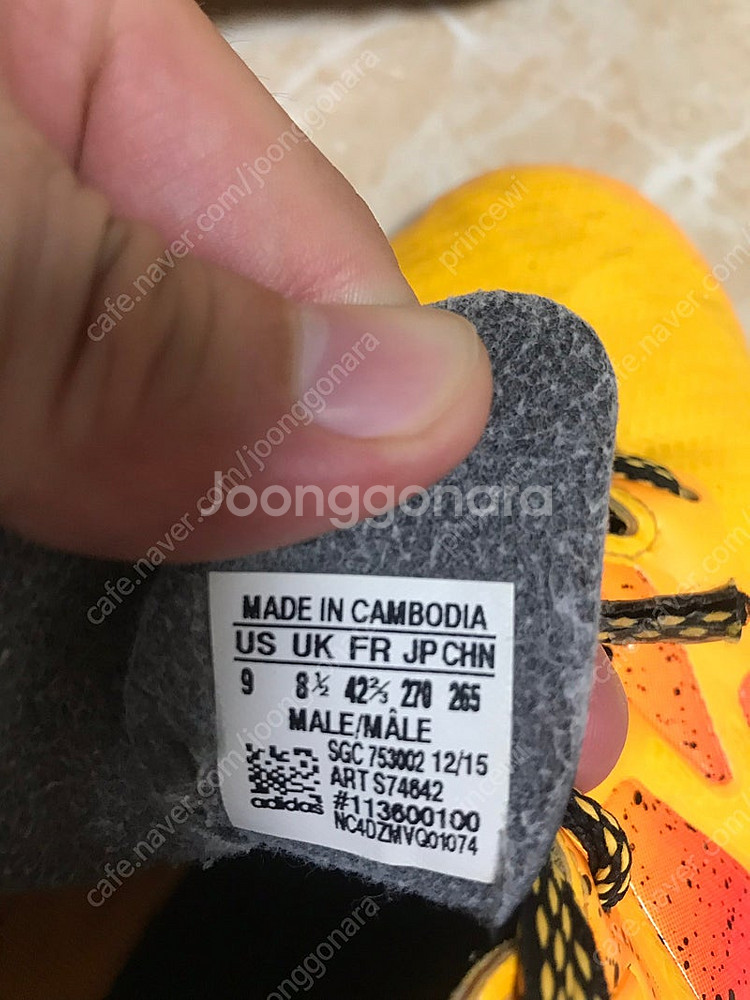 MADE IN CAMBODIA
US UK FR JP CHN
9 8½ 42⅔ 270 265
MALE/MÂLE
SGC 753002 12/15
ART S74642
#113600100
NC4DZMVQ01074
adidas
Joonggonara
cafe.naver.com/joonggonara
princewi